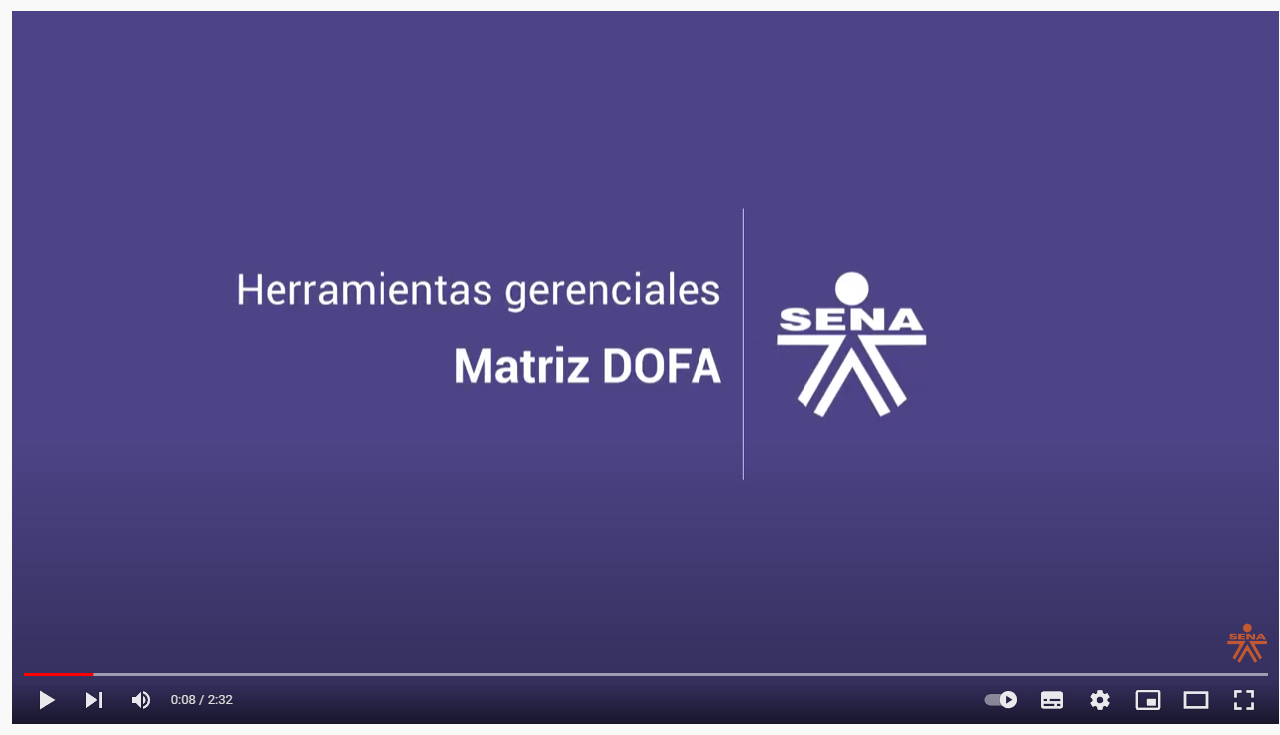 Herramientas gerenciales
Matriz DOFA
SENA
SENA
0:08 / 2:32